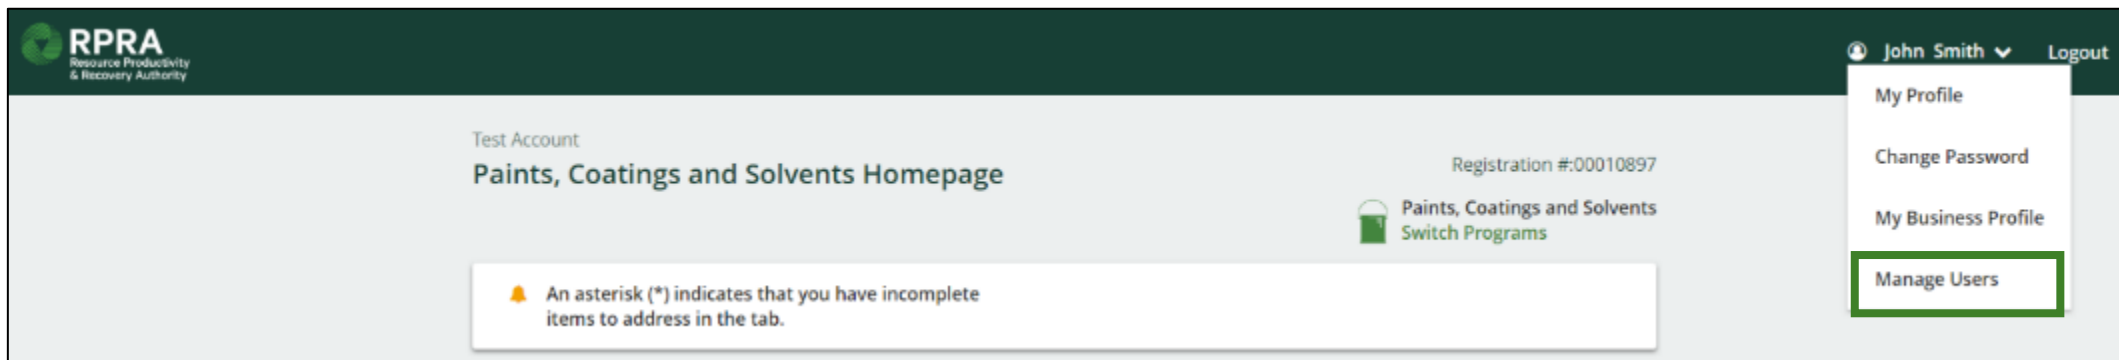 RPRA
Resource Productivity
& Recovery Authority
John Smith
Logout
My Profile
Change Password
My Business Profile
Manage Users
Test Account
Paints, Coatings and Solvents Homepage
Registration #:00010897
Paints, Coatings and Solvents
Switch Programs
An asterisk (*) indicates that you have incomplete
items to address in the tab.